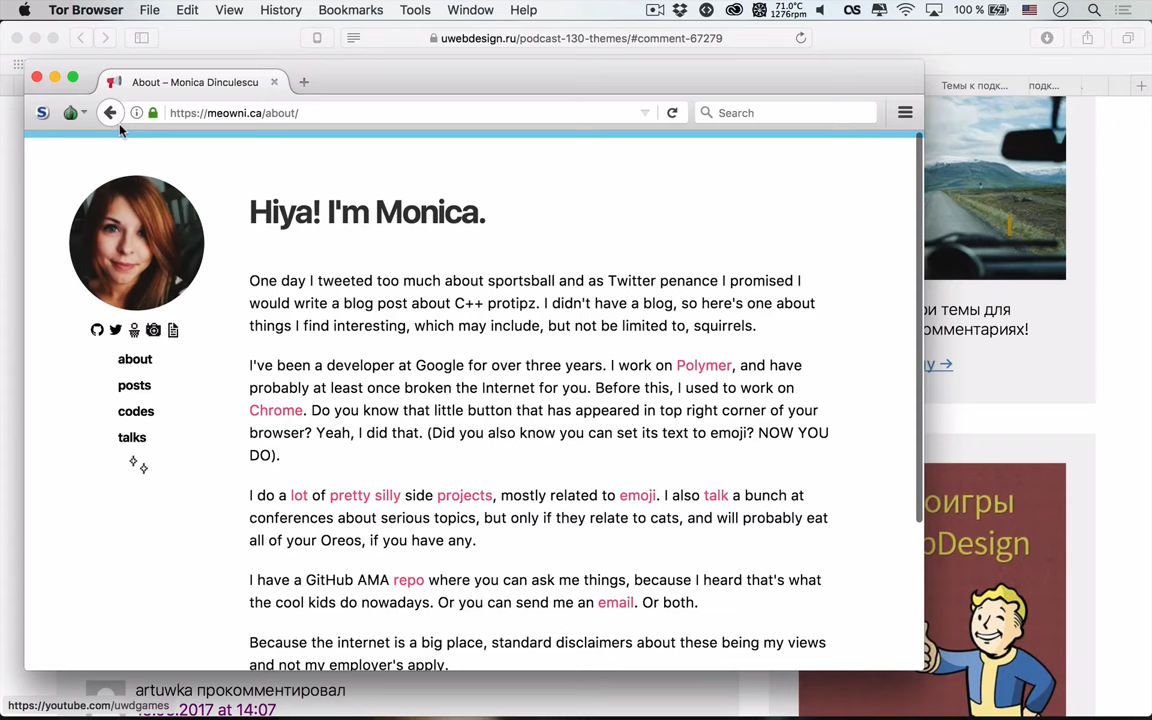 Tor Browser File Edit View History Bookmarks Tools Window Help 71.0°C 1276rpm 100 %
uwebdesign.ru/podcast-130-themes/#comment-67279
About – Monica Dinculescu
Темы к подк... подк...
https://meowni.ca/about/ Search
Hiya! I'm Monica.
One day I tweeted too much about sportsball and as Twitter penance I promised I
would write a blog post about C++ protipz. I didn't have a blog, so here's one about
things I find interesting, which may include, but not be limited to, squirrels.
about
posts
codes
talks
I've been a developer at Google for over three years. I work on Polymer, and have
probably at least once broken the Internet for you. Before this, I used to work on
Chrome. Do you know that little button that has appeared in top right corner of your
browser? Yeah, I did that. (Did you also know you can set its text to emoji? NOW YOU
DO).
I do a lot of pretty silly side projects, mostly related to emoji. I also talk a bunch at
conferences about serious topics, but only if they relate to cats, and will probably eat
all of your Oreos, if you have any.
I have a GitHub AMA repo where you can ask me things, because I heard that's what
the cool kids do nowadays. Or you can send me an email. Or both.
Because the internet is a big place, standard disclaimers about these being my views
and not my employer's apply.
ри темы для
омментариях!
у →
оигры
bDesign
artuwka прокомментировал
2017 at 14:07
https://youtube.com/uwdgames